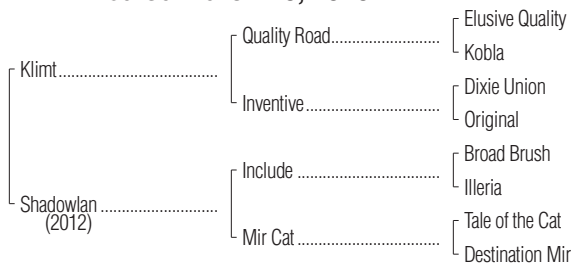 Elusive Quality
Quality Road
Kobla
Klimt
Dixie Union
Inventive
Original
Broad Brush
Include
Illeria
Shadowlan
(2012)
Tale of the Cat
Mir Cat
Destination Mir